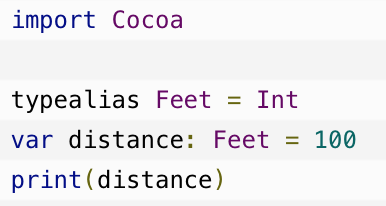 import Cocoa
typealias Feet = Int
var distance: Feet = 100
print(distance)